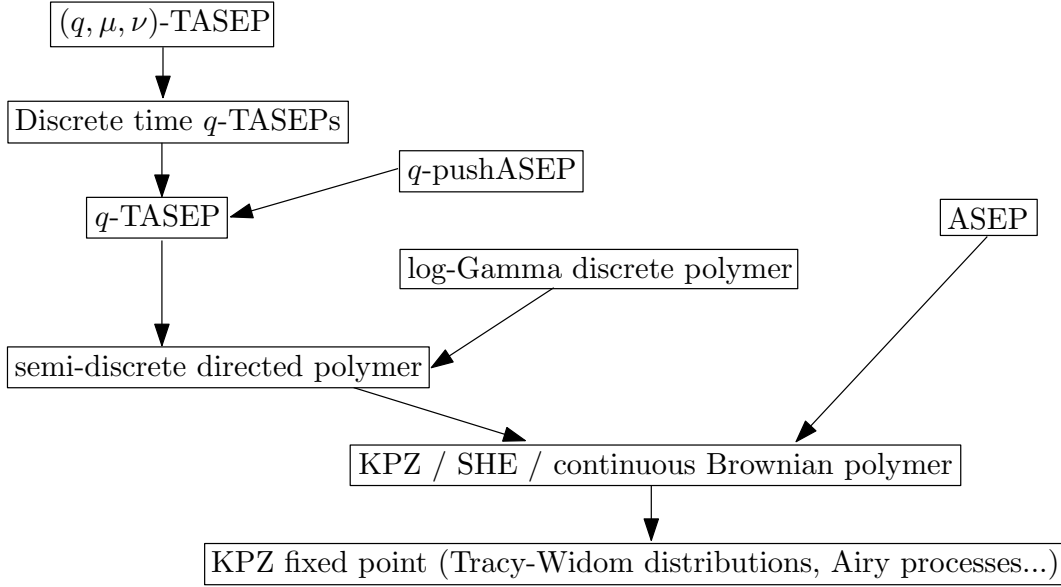 (q, μ, ν)-TASEP
Discrete time q-TASEPs
q-pushASEP
q-TASEP
ASEP
log-Gamma discrete polymer
semi-discrete directed polymer
KPZ / SHE / continuous Brownian polymer
KPZ fixed point (Tracy-Widom distributions, Airy processes...)